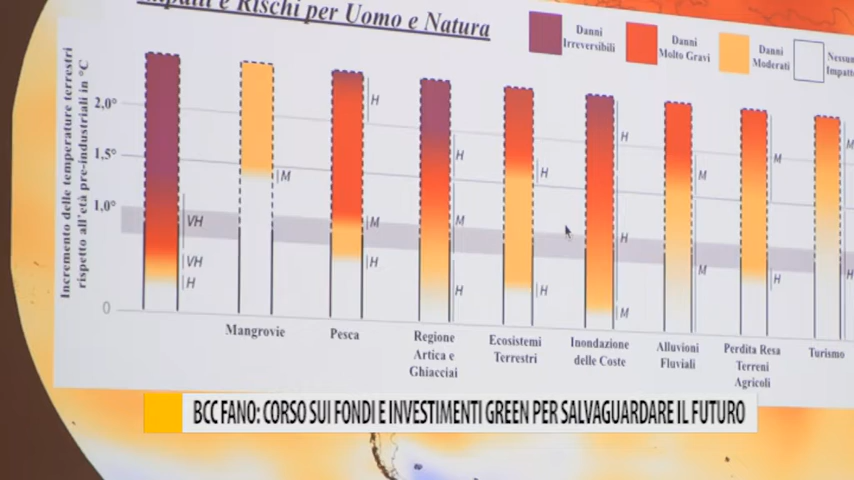 e Rischi per Uomo e Natura
Danni
Irreversibili
Danni
Molto Gravi
Danni
Moderati
Incremento delle temperature terrestri
rispetto all'età pre-industriali in °C
2,0°
1,5°
1,0°
0
VH
VH
H
M
H
M
H
H
M
H
H
H
H
H
M
M
M
M
H
M
H
Mangrovie
Pesca
Regione
Artica e
Ghiacciai
Ecosistemi
Terrestri
Inondazione
delle Coste
Alluvioni
Fluviali
Perdita Resa
Terreni
Agricoli
Turismo
BCC FANO: CORSO SUI FONDI E INVESTIMENTI GREEN PER SALVAGUARDARE IL FUTURO